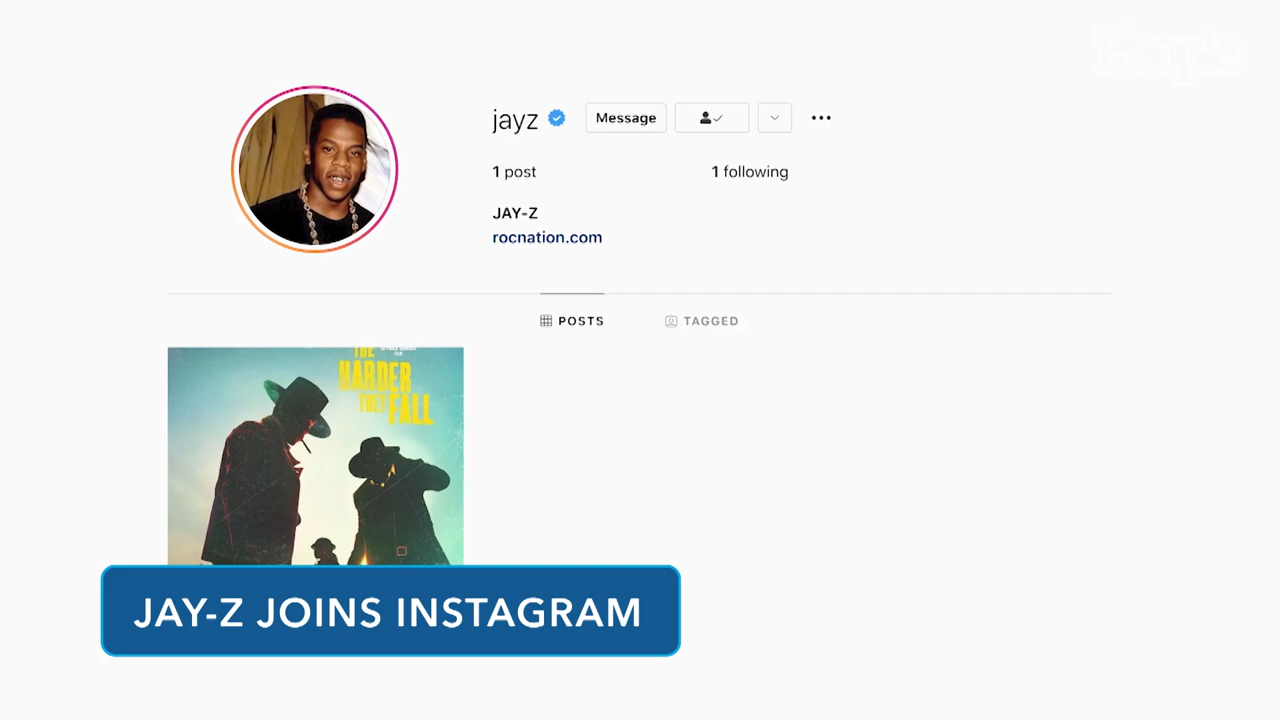 jayz Message
1 post 1 following
JAY-Z
rocnation.com
POSTS TAGGED
THE
HARDER
THEY FALL
JAY-Z JOINS INSTAGRAM